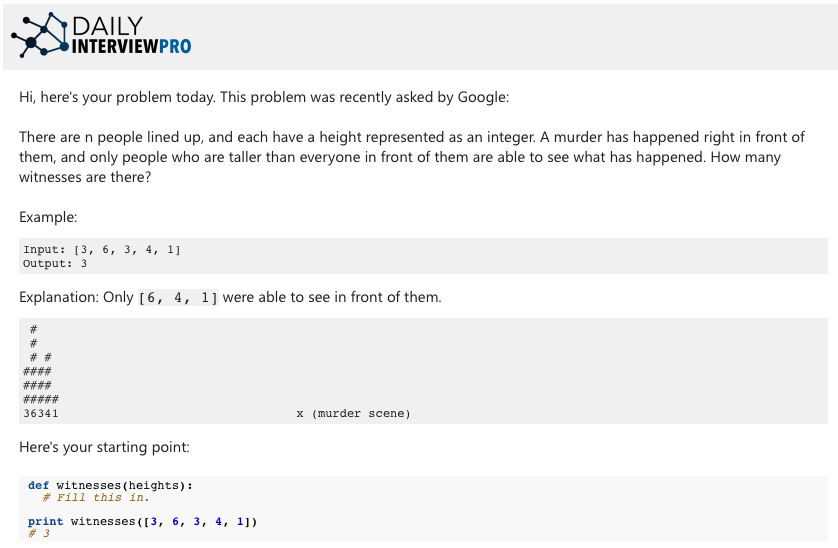 DAILY
INTERVIEWPRO
Hi, here's your problem today. This problem was recently asked by Google:
There are n people lined up, and each have a height represented as an integer. A murder has happened right in front of
them, and only people who are taller than everyone in front of them are able to see what has happened. How many
witnesses are there?
Example:
Input: [3, 6, 3, 4, 1]
Output: 3
Explanation: Only [6, 4, 1] were able to see in front of them.
 #
 #
 # #
####
####
#####
36341                                  x (murder scene)
Here's your starting point:
def witnesses(heights):
  # Fill this in.
print witnesses([3, 6, 3, 4, 1])
# 3